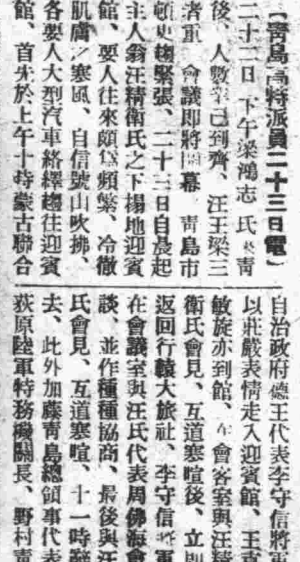 【靑島高特派員二十三日電】
二十二日 下午梁鴻志 氏 靑
後、人數業已到齊、汪王梁三
者重 會議即將開幕 靑島市
頓更趨緊張、二十三日自晨起
主人翁汪精衛氏之下榻地迎賓
館、要人往來頗爲頻繁、冷徹
肌膚ノ寒風、自信號山吹拂、
各要人大型汽車絡繹趨往迎賓
館、首先於上午十時蒙古聯合
自治政府德王代表李守信將軍
以莊嚴表情走入迎賓館、王克
敏旋亦到館、在會客室與汪精
衛氏會見、互道寒暄後、立即
返回行轅大旅社、李守信將軍
在會議室與汪氏代表周佛海會
談、並作種種協商、最後與汪
氏會見、互道寒暄、十一時辭
去、此外加藤靑島總領事代表
荻原陸軍特務機關長、野村靑